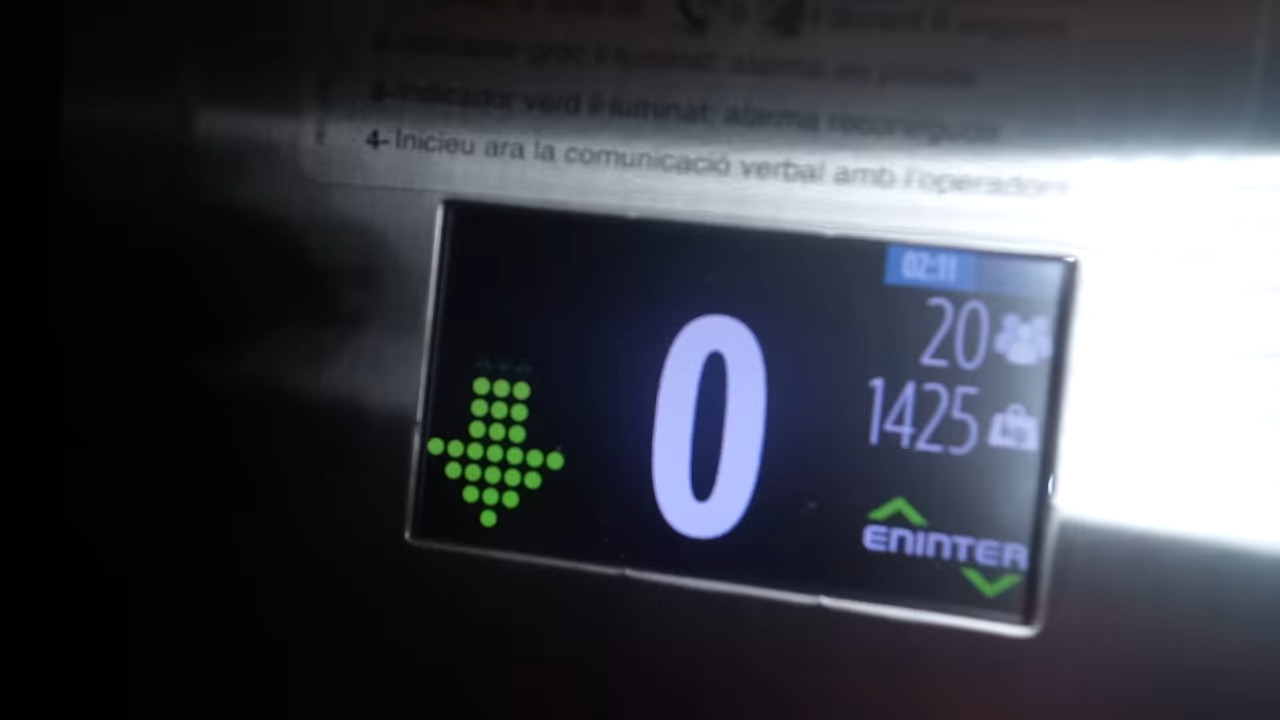 2-Indicador groc il·luminat: alarma en procés
3-Indicador verd il·luminat: alarma reconeguda
4-Inicieu ara la comunicació verbal amb l'operador
02:11
0
20
1425
kg
ENINTER